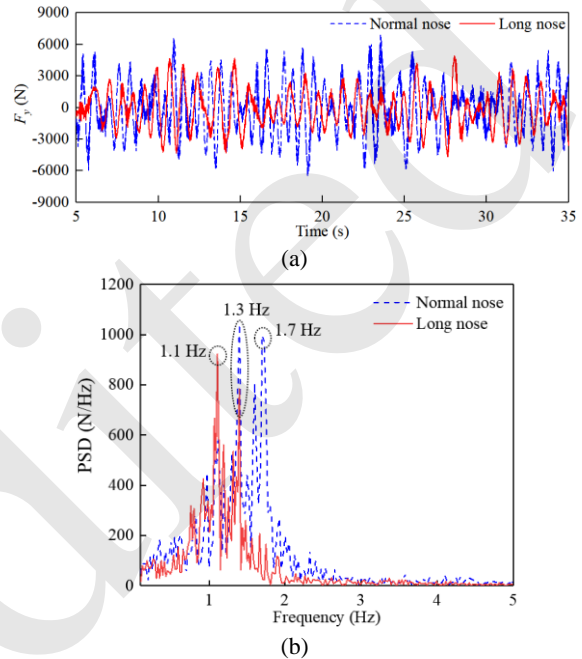 9000
Normal nose
Long nose
6000
3000
0
-3000
-6000
-9000
F_y (N)
5
10
15
20
25
30
35
Time (s)
(a)
1200
1000
800
600
400
200
0
PSD (N/Hz)
1.3 Hz
Normal nose
Long nose
1.1 Hz
1.7 Hz
1
2
3
4
5
Frequency (Hz)
(b)